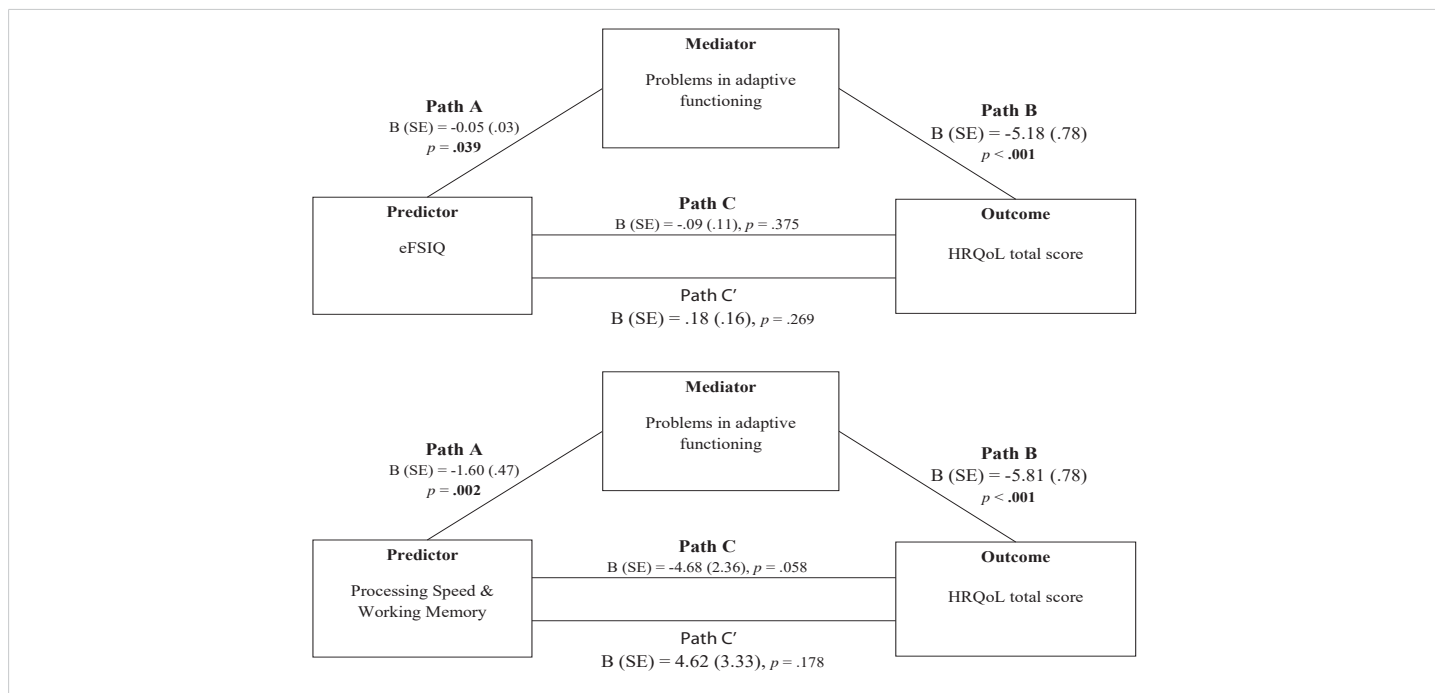 Mediator
Problems in adaptive
functioning
Path A
B (SE) = -0.05 (.03)
p = .039
Path B
B (SE) = -5.18 (.78)
p < .001
Predictor
eFSIQ
Path C
B (SE) = -.09 (.11), p = .375
Outcome
HRQoL total score
Path C’
B (SE) = .18 (.16), p = .269
Mediator
Problems in adaptive
functioning
Path A
B (SE) = -1.60 (.47)
p = .002
Path B
B (SE) = -5.81 (.78)
p < .001
Predictor
Processing Speed &
Working Memory
Path C
B (SE) = -4.68 (2.36), p = .058
Outcome
HRQoL total score
Path C’
B (SE) = 4.62 (3.33), p = .178